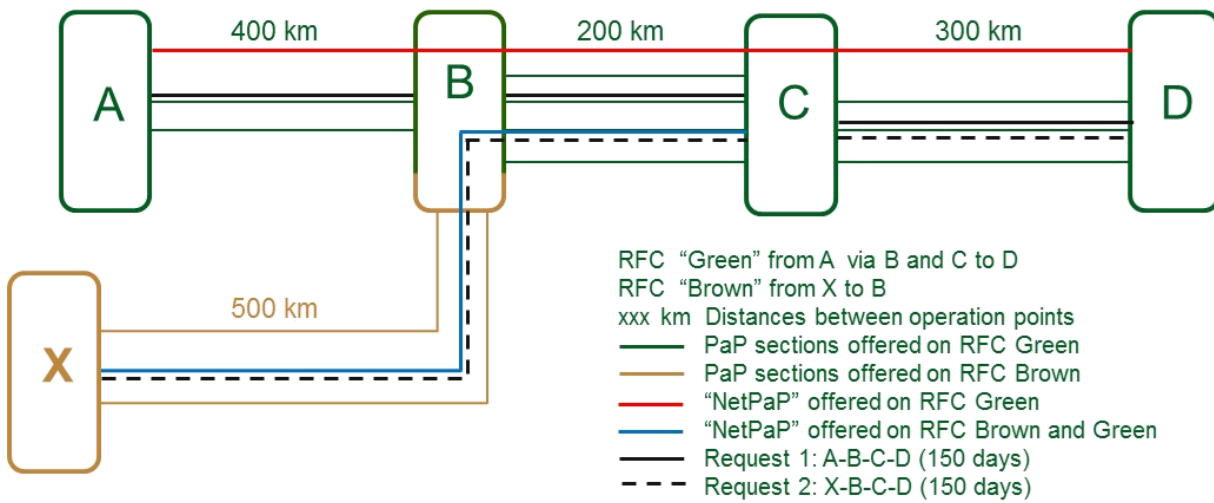 400 km
200 km
300 km
A
B
C
D
500 km
X
RFC “Green” from A via B and C to D
RFC “Brown” from X to B
xxx km Distances between operation points
PaP sections offered on RFC Green
PaP sections offered on RFC Brown
“NetPaP” offered on RFC Green
“NetPaP” offered on RFC Brown and Green
Request 1: A-B-C-D (150 days)
Request 2: X-B-C-D (150 days)